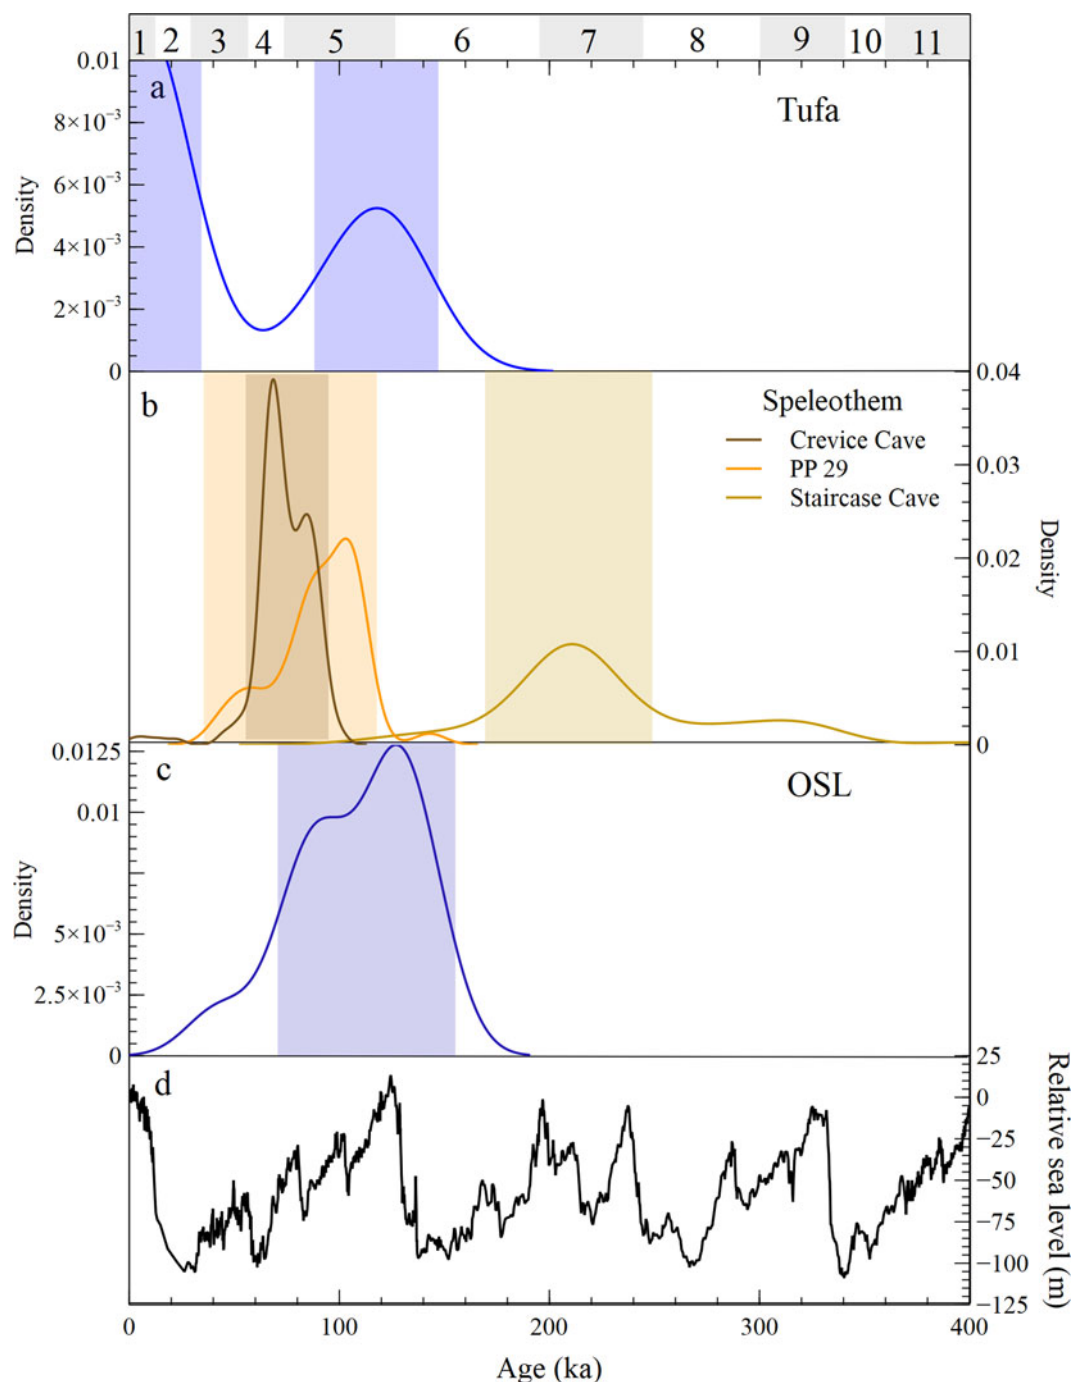 1 2 3 4 5 6 7 8 9 10 11
0.01
a
Tufa
8×10⁻³
6×10⁻³
Density
4×10⁻³
2×10⁻³
0
0.04
b
Speleothem
Crevice Cave
PP 29
Staircase Cave
0.03
Density
0.02
0.01
0
0.0125
c
OSL
0.01
Density
5×10⁻³
2.5×10⁻³
0
25
d
0
−25
−50
−75
−100
−125
Relative sea level (m)
0 100 200 300 400
Age (ka)